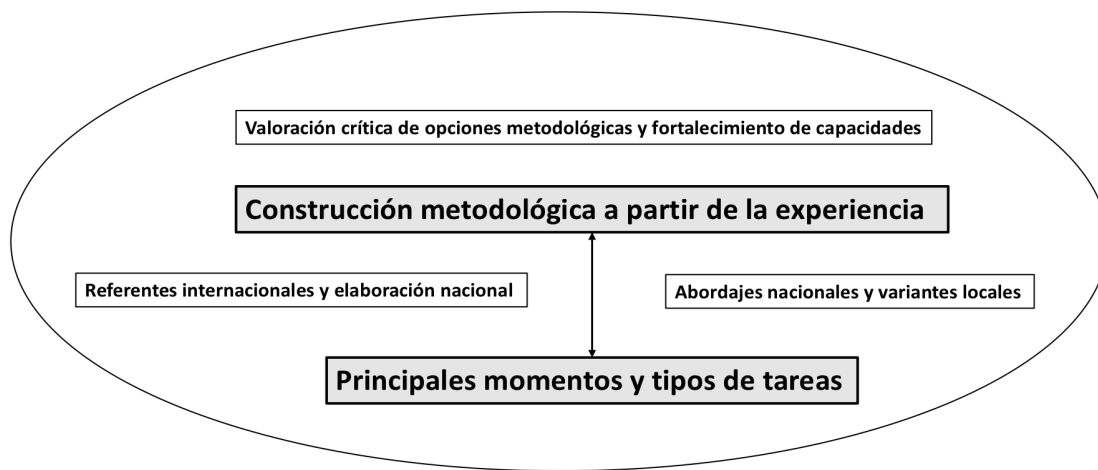 Valoración crítica de opciones metodológicas y fortalecimiento de capacidades
Construcción metodológica a partir de la experiencia
Referentes internacionales y elaboración nacional
Abordajes nacionales y variantes locales
Principales momentos y tipos de tareas